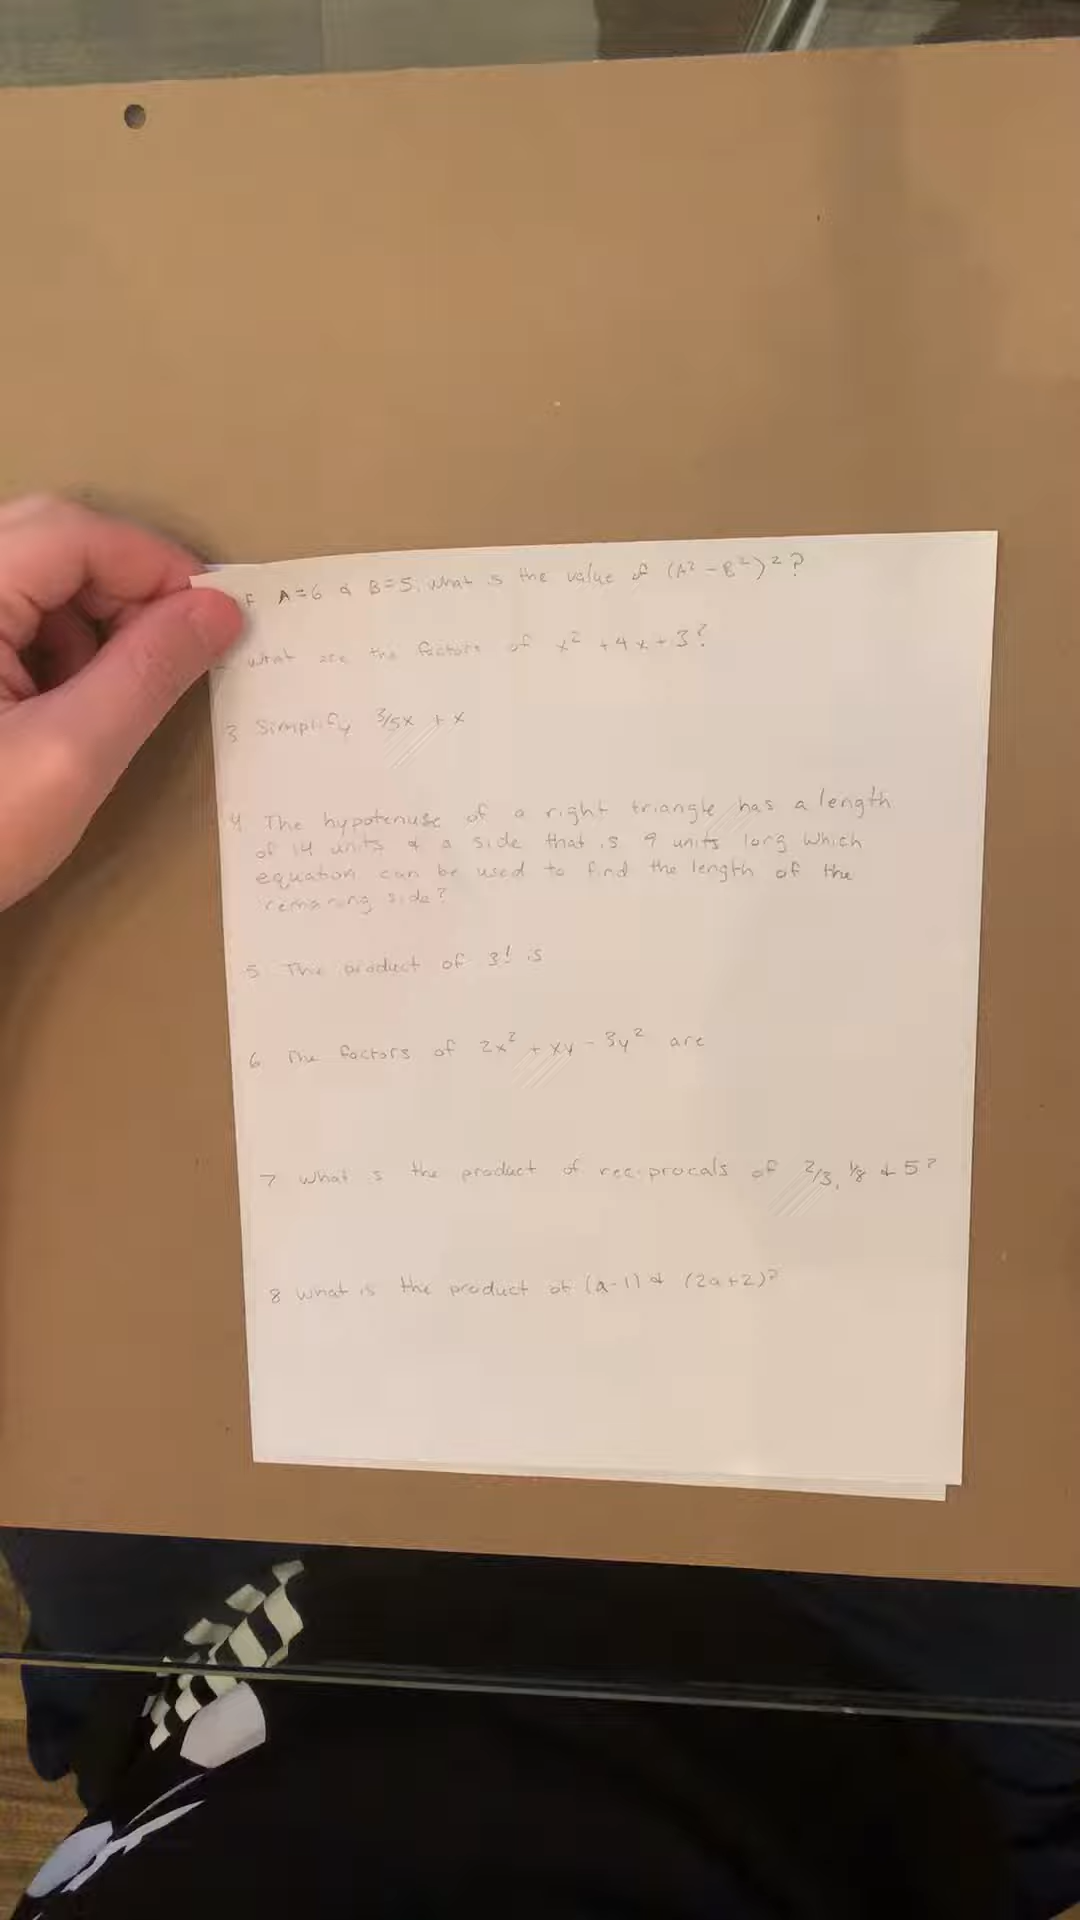 F A=6 & B=5, what is the value of (A² - B²)²?
what are the factors of x² + 4x + 3?
3 Simplify 3/5x + x
4 The hypotenuse of a right triangle has a length
of 14 units & a side that is 9 units long which
equation can be used to find the length of the
remaining side?
5 The product of 3! is
6 The factors of 2x² + xy - 3y² are
7 What is the product of reciprocals of 2/3, 1/8 & 5?
8 What is the product of (a-1) & (2a+2)?